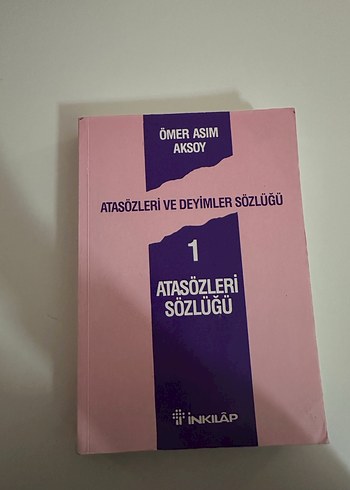 ÖMER ASIM
AKSOY
ATASÖZLERİ VE DEYİMLER SÖZLÜĞÜ
1
ATASÖZLERİ
SÖZLÜĞÜ
İNKILÂP